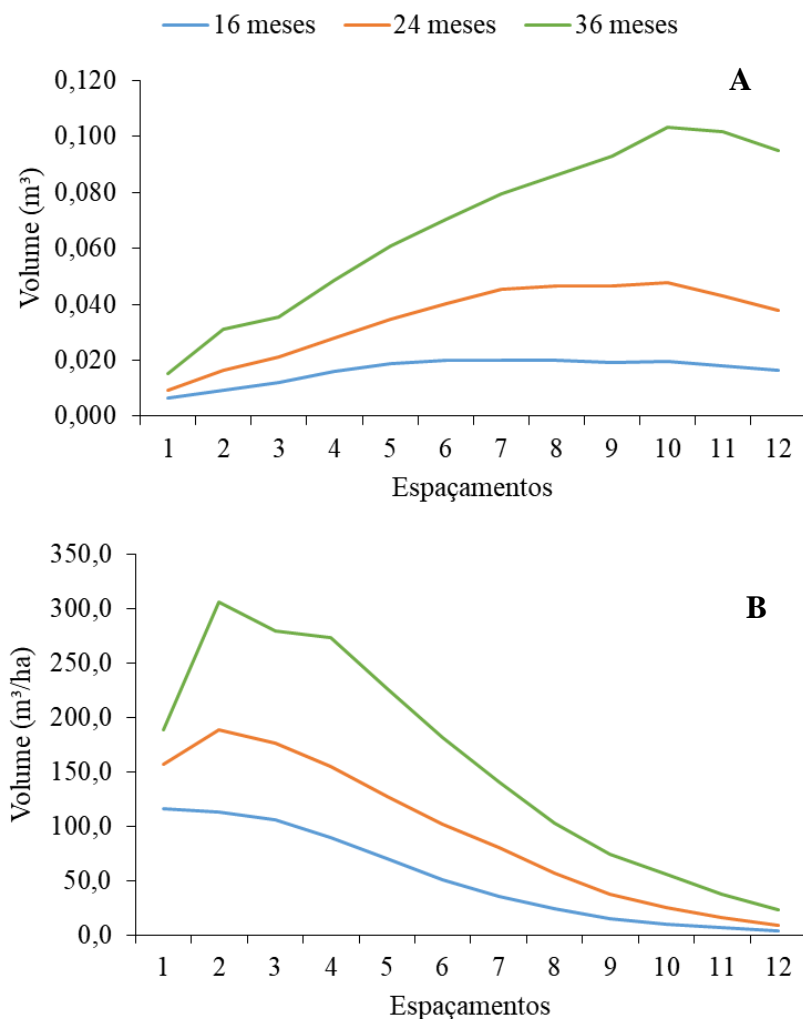 16 meses 24 meses 36 meses
A
0,120
0,100
0,080
0,060
0,040
0,020
0,000
Volume (m³)
1 2 3 4 5 6 7 8 9 10 11 12
Espaçamentos
B
350,0
300,0
250,0
200,0
150,0
100,0
50,0
0,0
Volume (m³/ha)
1 2 3 4 5 6 7 8 9 10 11 12
Espaçamentos